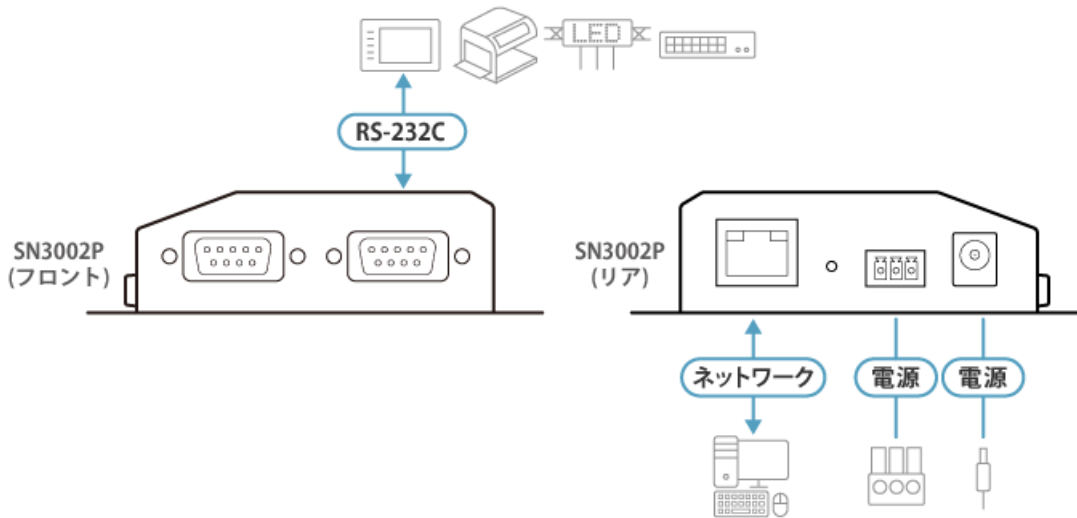 LED
RS-232C
SN3002P
(フロント)
SN3002P
(リア)
ネットワーク
電源
電源